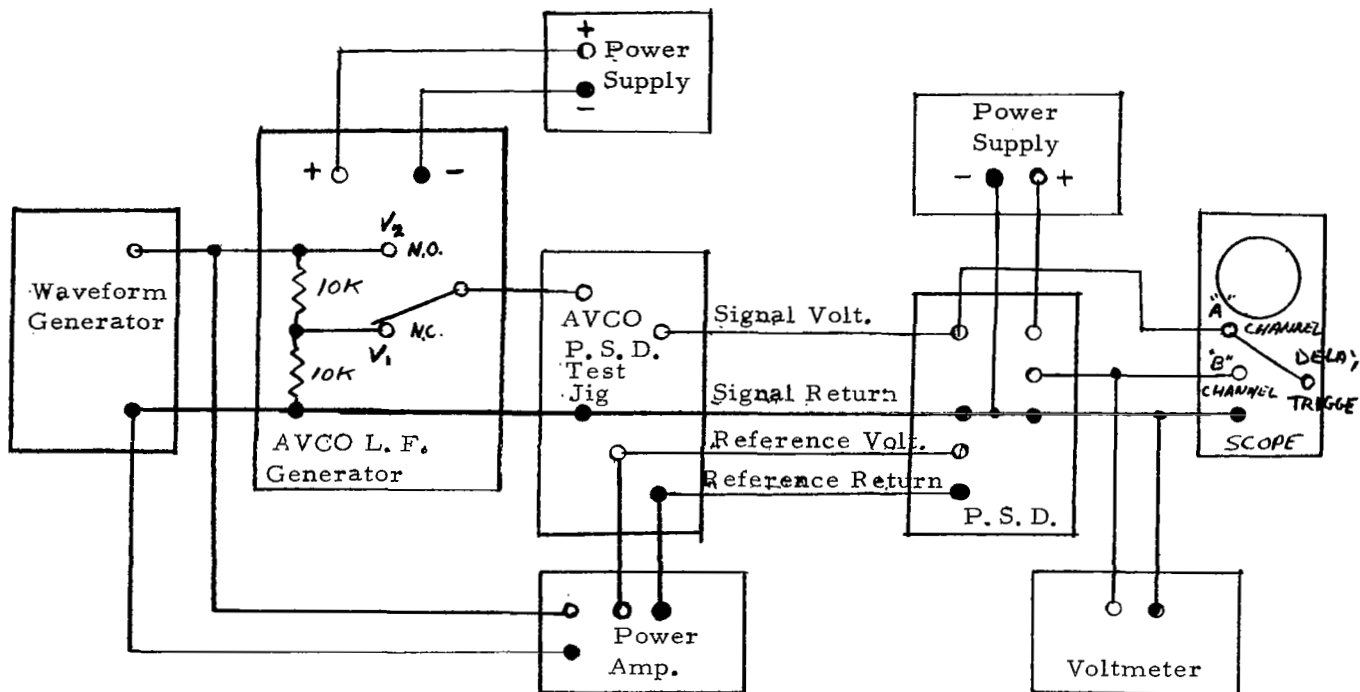 +
Power
Supply
−
Power
Supply
- +
+ -
V₂
N.O.
10K
N.C.
V₁
10K
AVCO L. F.
Generator
Waveform
Generator
AVCO
P. S. D.
Test
Jig
Signal Volt.
Signal Return
Reference Volt.
Reference Return
P. S. D.
"A"
CHANNEL
"B"
CHANNEL
TRIGGE
SCOPE
Power
Amp.
Voltmeter